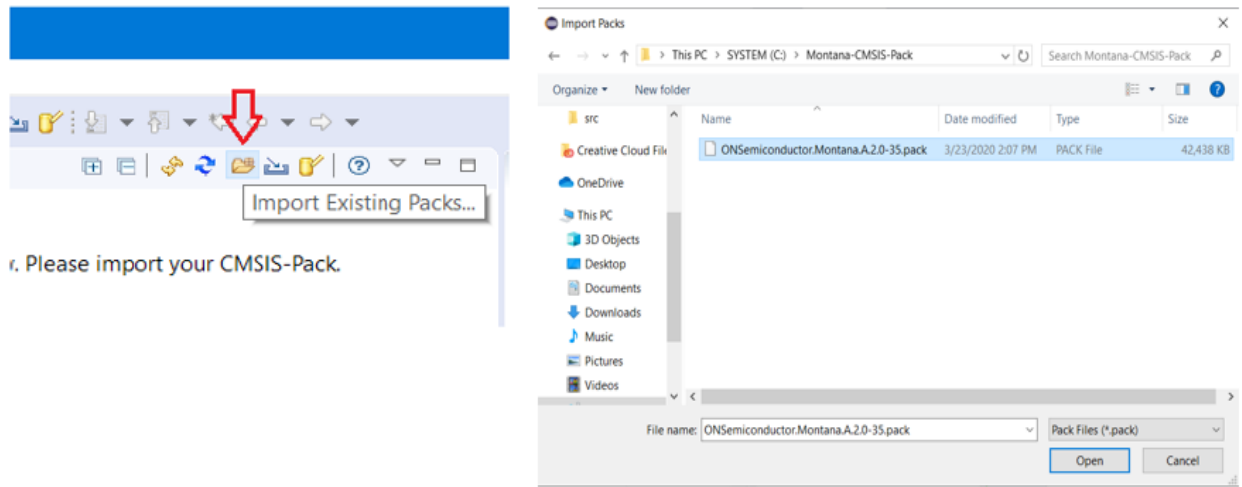 Import Existing Packs...
. Please import your CMSIS-Pack.
Import Packs
This PC > SYSTEM (C:) > Montana-CMSIS-Pack
Search Montana-CMSIS-Pack
Organize
New folder
Name
Date modified
Type
Size
src
ONSemiconductor.Montana.A.2.0-35.pack
3/23/2020 2:07 PM
PACK File
42,438 KB
Creative Cloud File
OneDrive
This PC
3D Objects
Desktop
Documents
Downloads
Music
Pictures
Videos
File name:
ONSemiconductor.Montana.A.2.0-35.pack
Pack Files (*.pack)
Open
Cancel